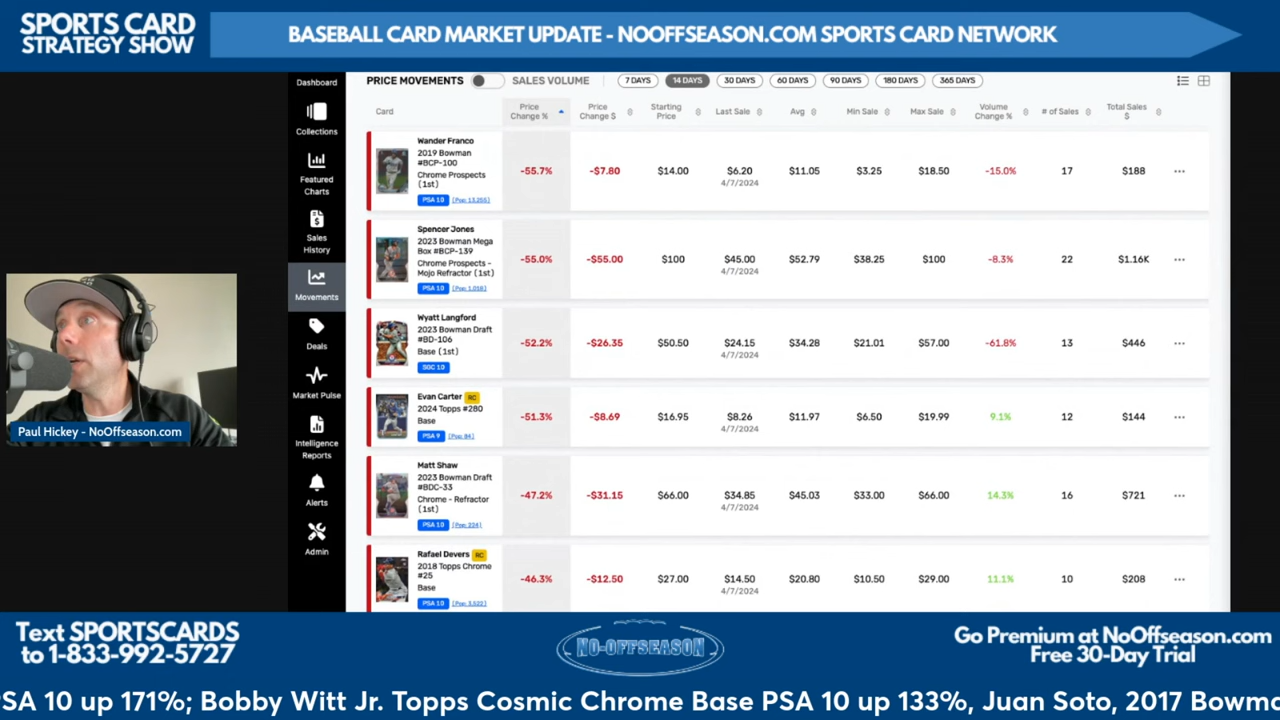 SPORTS CARD
STRATEGY SHOW
BASEBALL CARD MARKET UPDATE - NOOFFSEASON.COM SPORTS CARD NETWORK
Dashboard
Collections
Featured
Charts
Sales
History
Movements
Deals
Market Pulse
Intelligence
Reports
Alerts
Admin
PRICE MOVEMENTS SALES VOLUME 7 DAYS 14 DAYS 30 DAYS 60 DAYS 90 DAYS 180 DAYS 365 DAYS
Card Price Change % Price Change $ Starting Price Last Sale Avg Min Sale Max Sale Volume Change % # of Sales Total Sales $
Wander Franco
2019 Bowman
#BCP-100
Chrome Prospects
(1st)
PSA 10 [Pop: 13,255]
-55.7% -$7.80 $14.00 $6.20 $11.05 $3.25 $18.50 -15.0% 17 $188
4/7/2024
Spencer Jones
2023 Bowman Mega
Box #BCP-139
Chrome Prospects -
Mojo Refractor (1st)
PSA 10 [Pop: 1,018]
-55.0% -$55.00 $100 $45.00 $52.79 $38.25 $100 -8.3% 22 $1.16K
4/7/2024
Wyatt Langford
2023 Bowman Draft
#BD-106
Base (1st)
SGC 10
-52.2% -$26.35 $50.50 $24.15 $34.28 $21.01 $57.00 -61.8% 13 $446
4/7/2024
Evan Carter RC
2024 Topps #280
Base
PSA 9 [Pop: 84]
-51.3% -$8.69 $16.95 $8.26 $11.97 $6.50 $19.99 9.1% 12 $144
4/7/2024
Matt Shaw
2023 Bowman Draft
#BDC-33
Chrome - Refractor
(1st)
PSA 10 [Pop: 224]
-47.2% -$31.15 $66.00 $34.85 $45.03 $33.00 $66.00 14.3% 16 $721
4/7/2024
Rafael Devers RC
2018 Topps Chrome
#25
Base
PSA 10 [Pop: 3,522]
-46.3% -$12.50 $27.00 $14.50 $20.80 $10.50 $29.00 11.1% 10 $208
4/7/2024
Paul Hickey - NoOffseason.com
Text SPORTSCARDS
to 1-833-992-5727
NO-OFFSEASON
Go Premium at NoOffseason.com
Free 30-Day Trial
PSA 10 up 171%; Bobby Witt Jr. Topps Cosmic Chrome Base PSA 10 up 133%, Juan Soto, 2017 Bowm